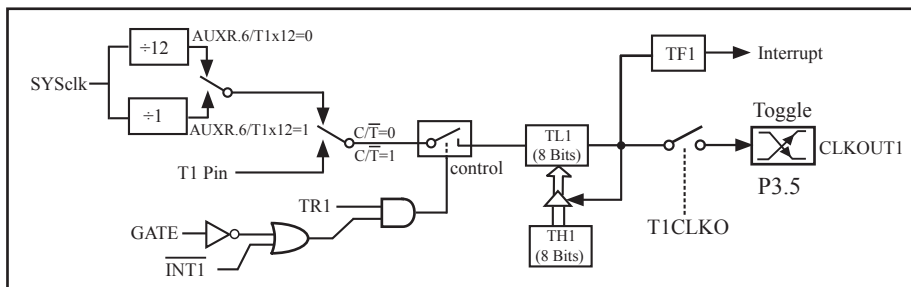 ÷12
AUXR.6/T1x12=0
SYSclk
÷1
AUXR.6/T1x12=1
T1 Pin
C/T̅=0
C/T̅=1
control
TL1
(8 Bits)
TF1
Interrupt
Toggle
CLKOUT1
P3.5
T1CLKO
TH1
(8 Bits)
TR1
GATE
I̅N̅T̅1̅